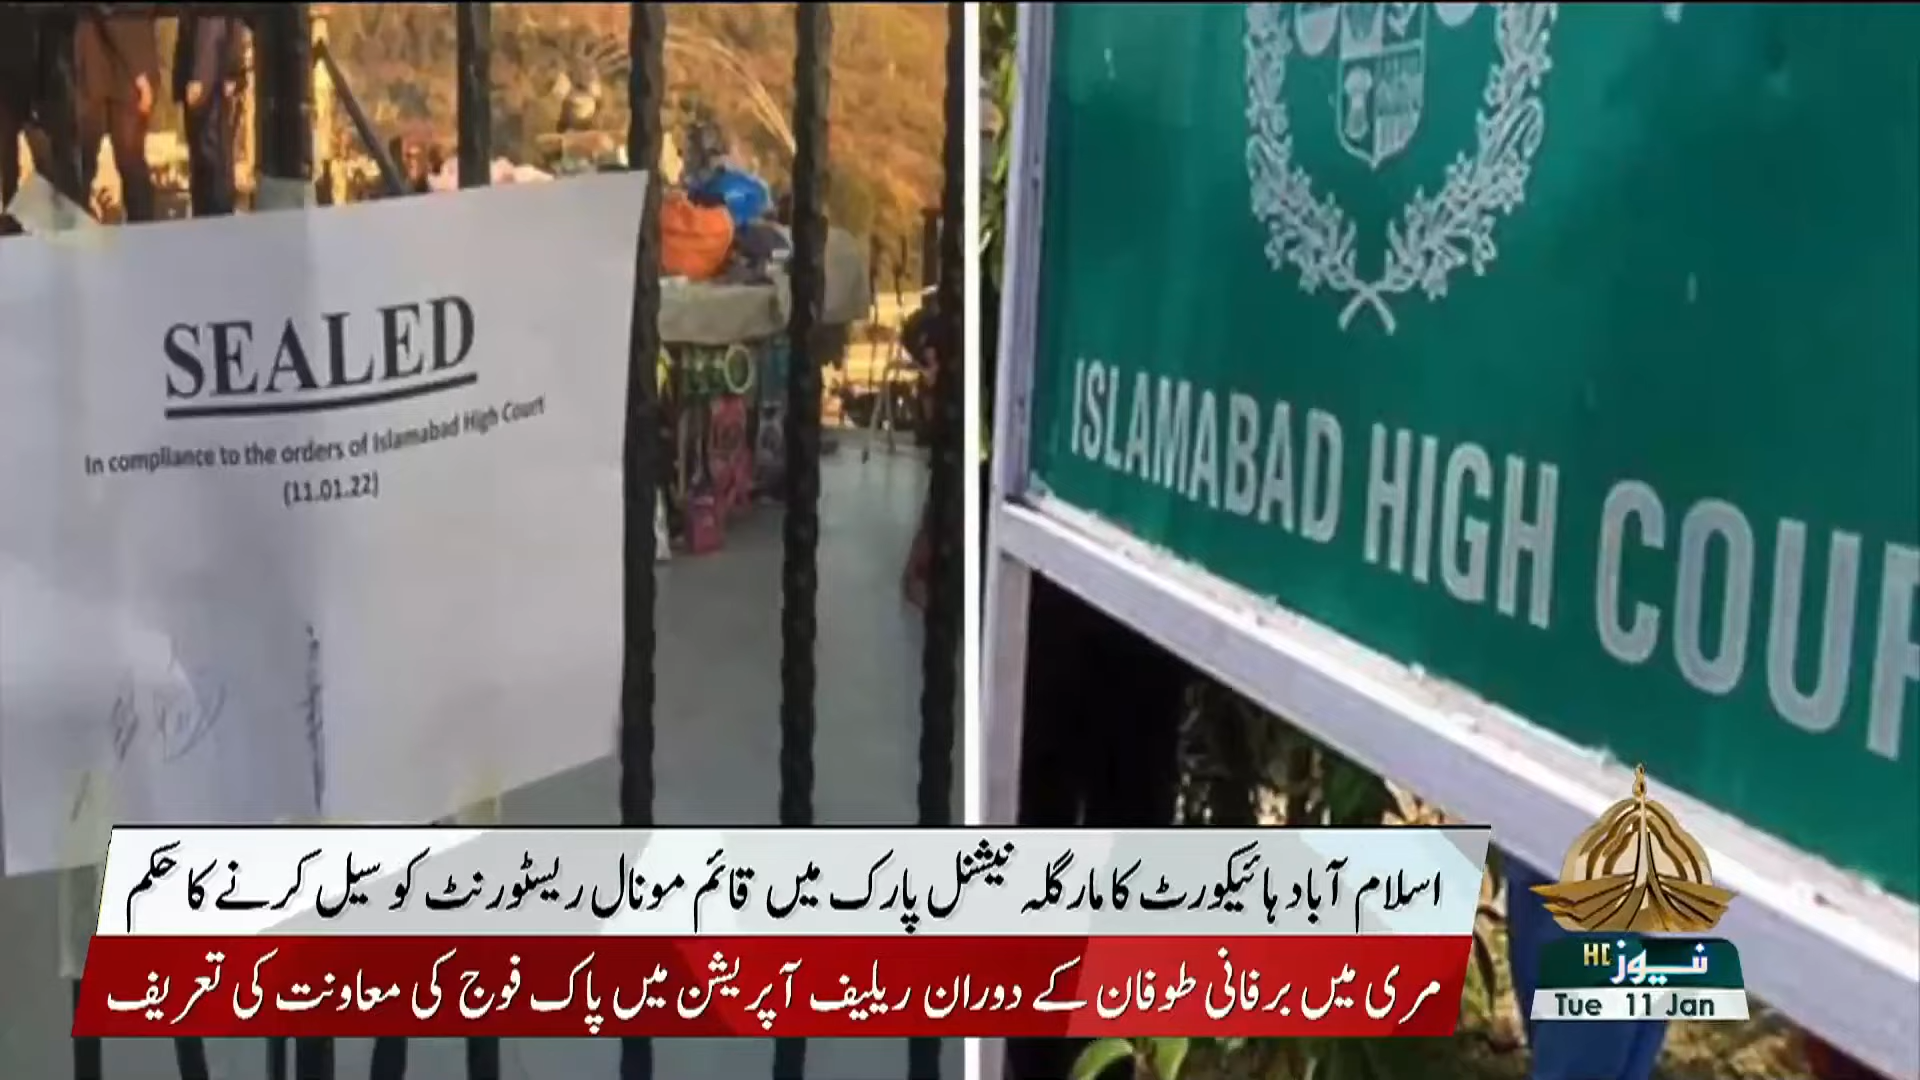 SEALED
In compliance to the orders of Islamabad High Court
(11.01.22)
ISLAMABAD HIGH COUR
اسلام آباد ہائیکورٹ کا مارگلہ نیشنل پارک میں قائم مونال ریسٹورنٹ کو سیل کرنے کا حکم
مری میں برفانی طوفان کے دوران ریلیف آپریشن میں پاک فوج کی معاونت کی تعریف
نیوز HD
Tue 11 Jan